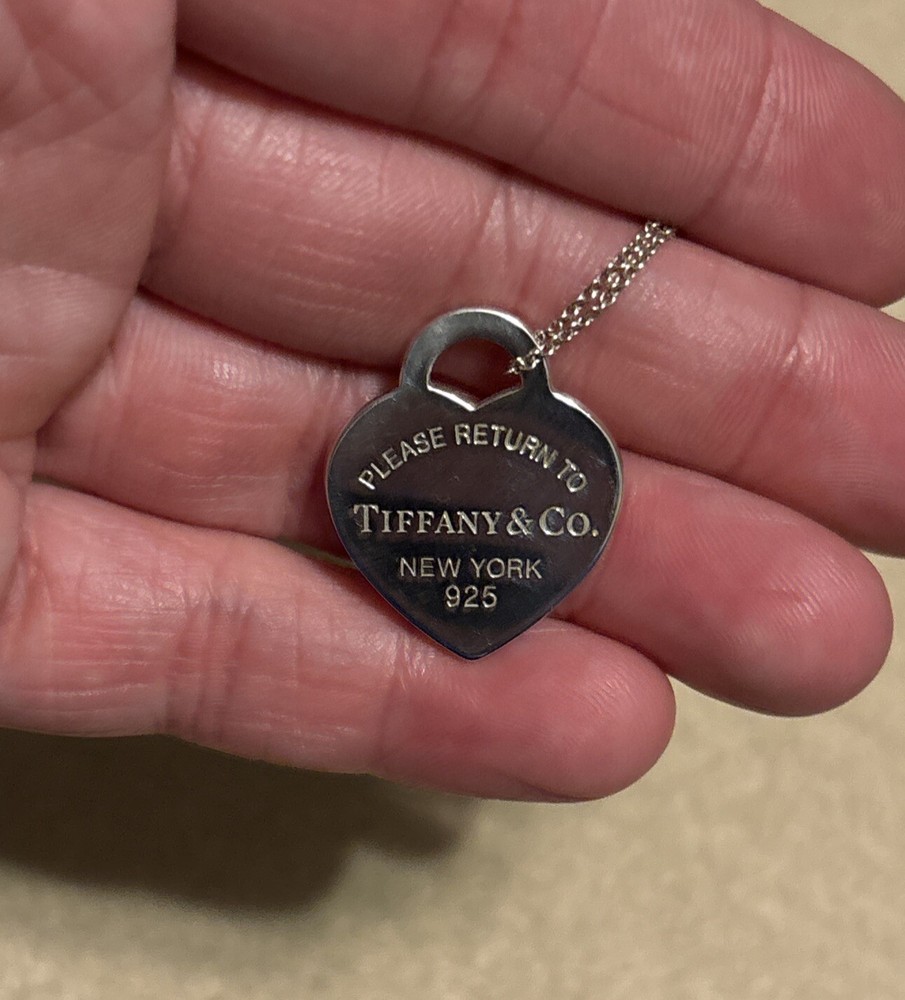 PLEASE RETURN TO
TIFFANY & CO.
NEW YORK
925